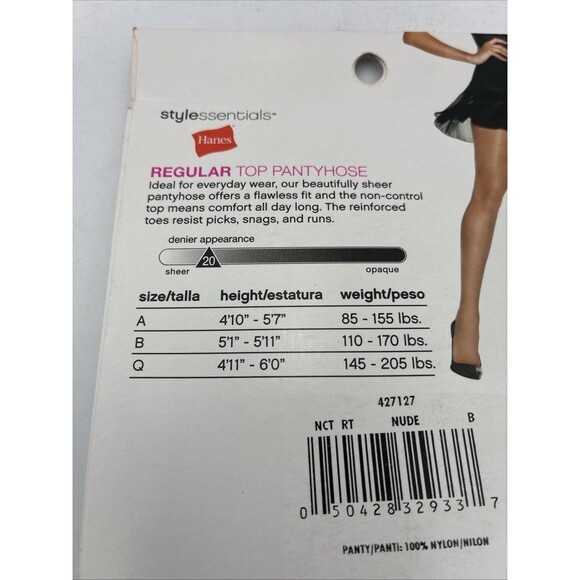 stylessentials™
Hanes
REGULAR TOP PANTYHOSE
Ideal for everyday wear, our beautifully sheer
pantyhose offers a flawless fit and the non-control
top means comfort all day long. The reinforced
toes resist picks, snags, and runs.
denier appearance
20
sheer opaque
size/talla height/estatura weight/peso
A 4'10" - 5'7" 85 - 155 lbs.
B 5'1" - 5'11" 110 - 170 lbs.
Q 4'11" - 6'0" 145 - 205 lbs.
427127
NCT RT NUDE B
0 50428 32933 7
PANTY/PANTI: 100% NYLON/NILON